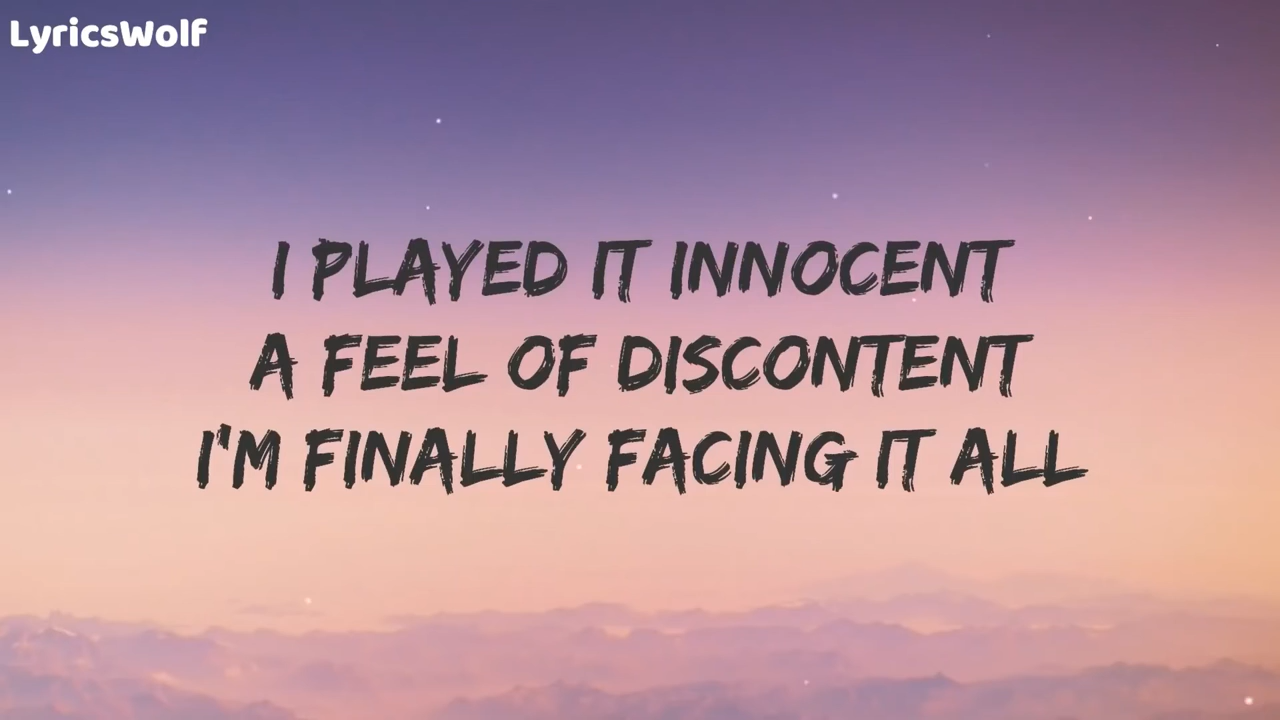 LyricsWolf
I PLAYED IT INNOCENT
A FEEL OF DISCONTENT
I'M FINALLY FACING IT ALL